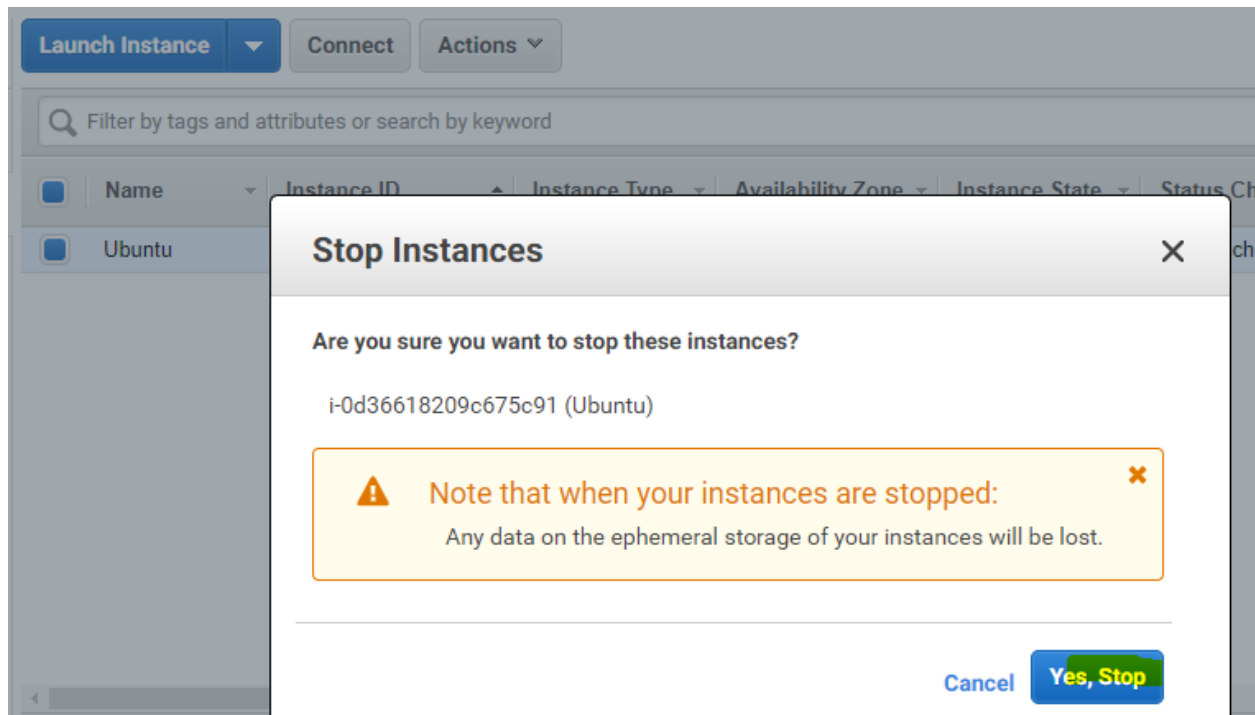 Launch Instance Connect Actions
Filter by tags and attributes or search by keyword
Name Instance ID Instance Type Availability Zone Instance State Status Ch
Ubuntu ch
Stop Instances
Are you sure you want to stop these instances?
i-0d36618209c675c91 (Ubuntu)
Note that when your instances are stopped:
Any data on the ephemeral storage of your instances will be lost.
Cancel Yes, Stop